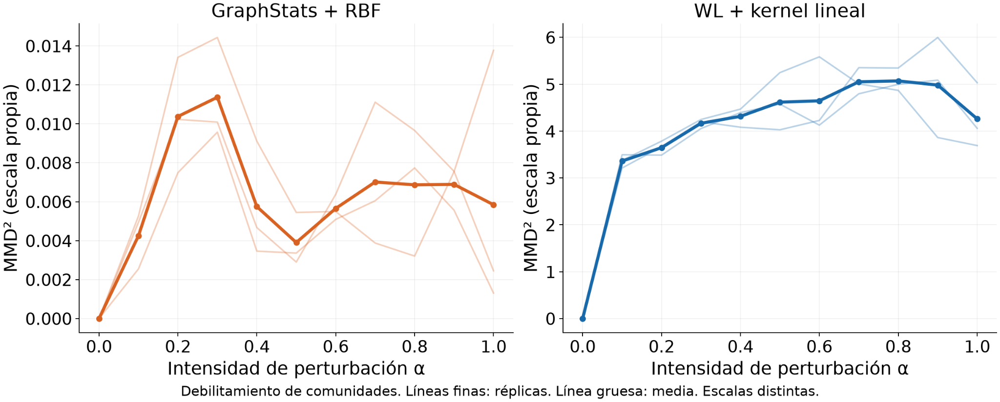 GraphStats + RBF
MMD² (escala propia)
0.014
0.012
0.010
0.008
0.006
0.004
0.002
0.000
0.0 0.2 0.4 0.6 0.8 1.0
Intensidad de perturbación α
WL + kernel lineal
MMD² (escala propia)
6
5
4
3
2
1
0
0.0 0.2 0.4 0.6 0.8 1.0
Intensidad de perturbación α
Debilitamiento de comunidades. Líneas finas: réplicas. Línea gruesa: media. Escalas distintas.